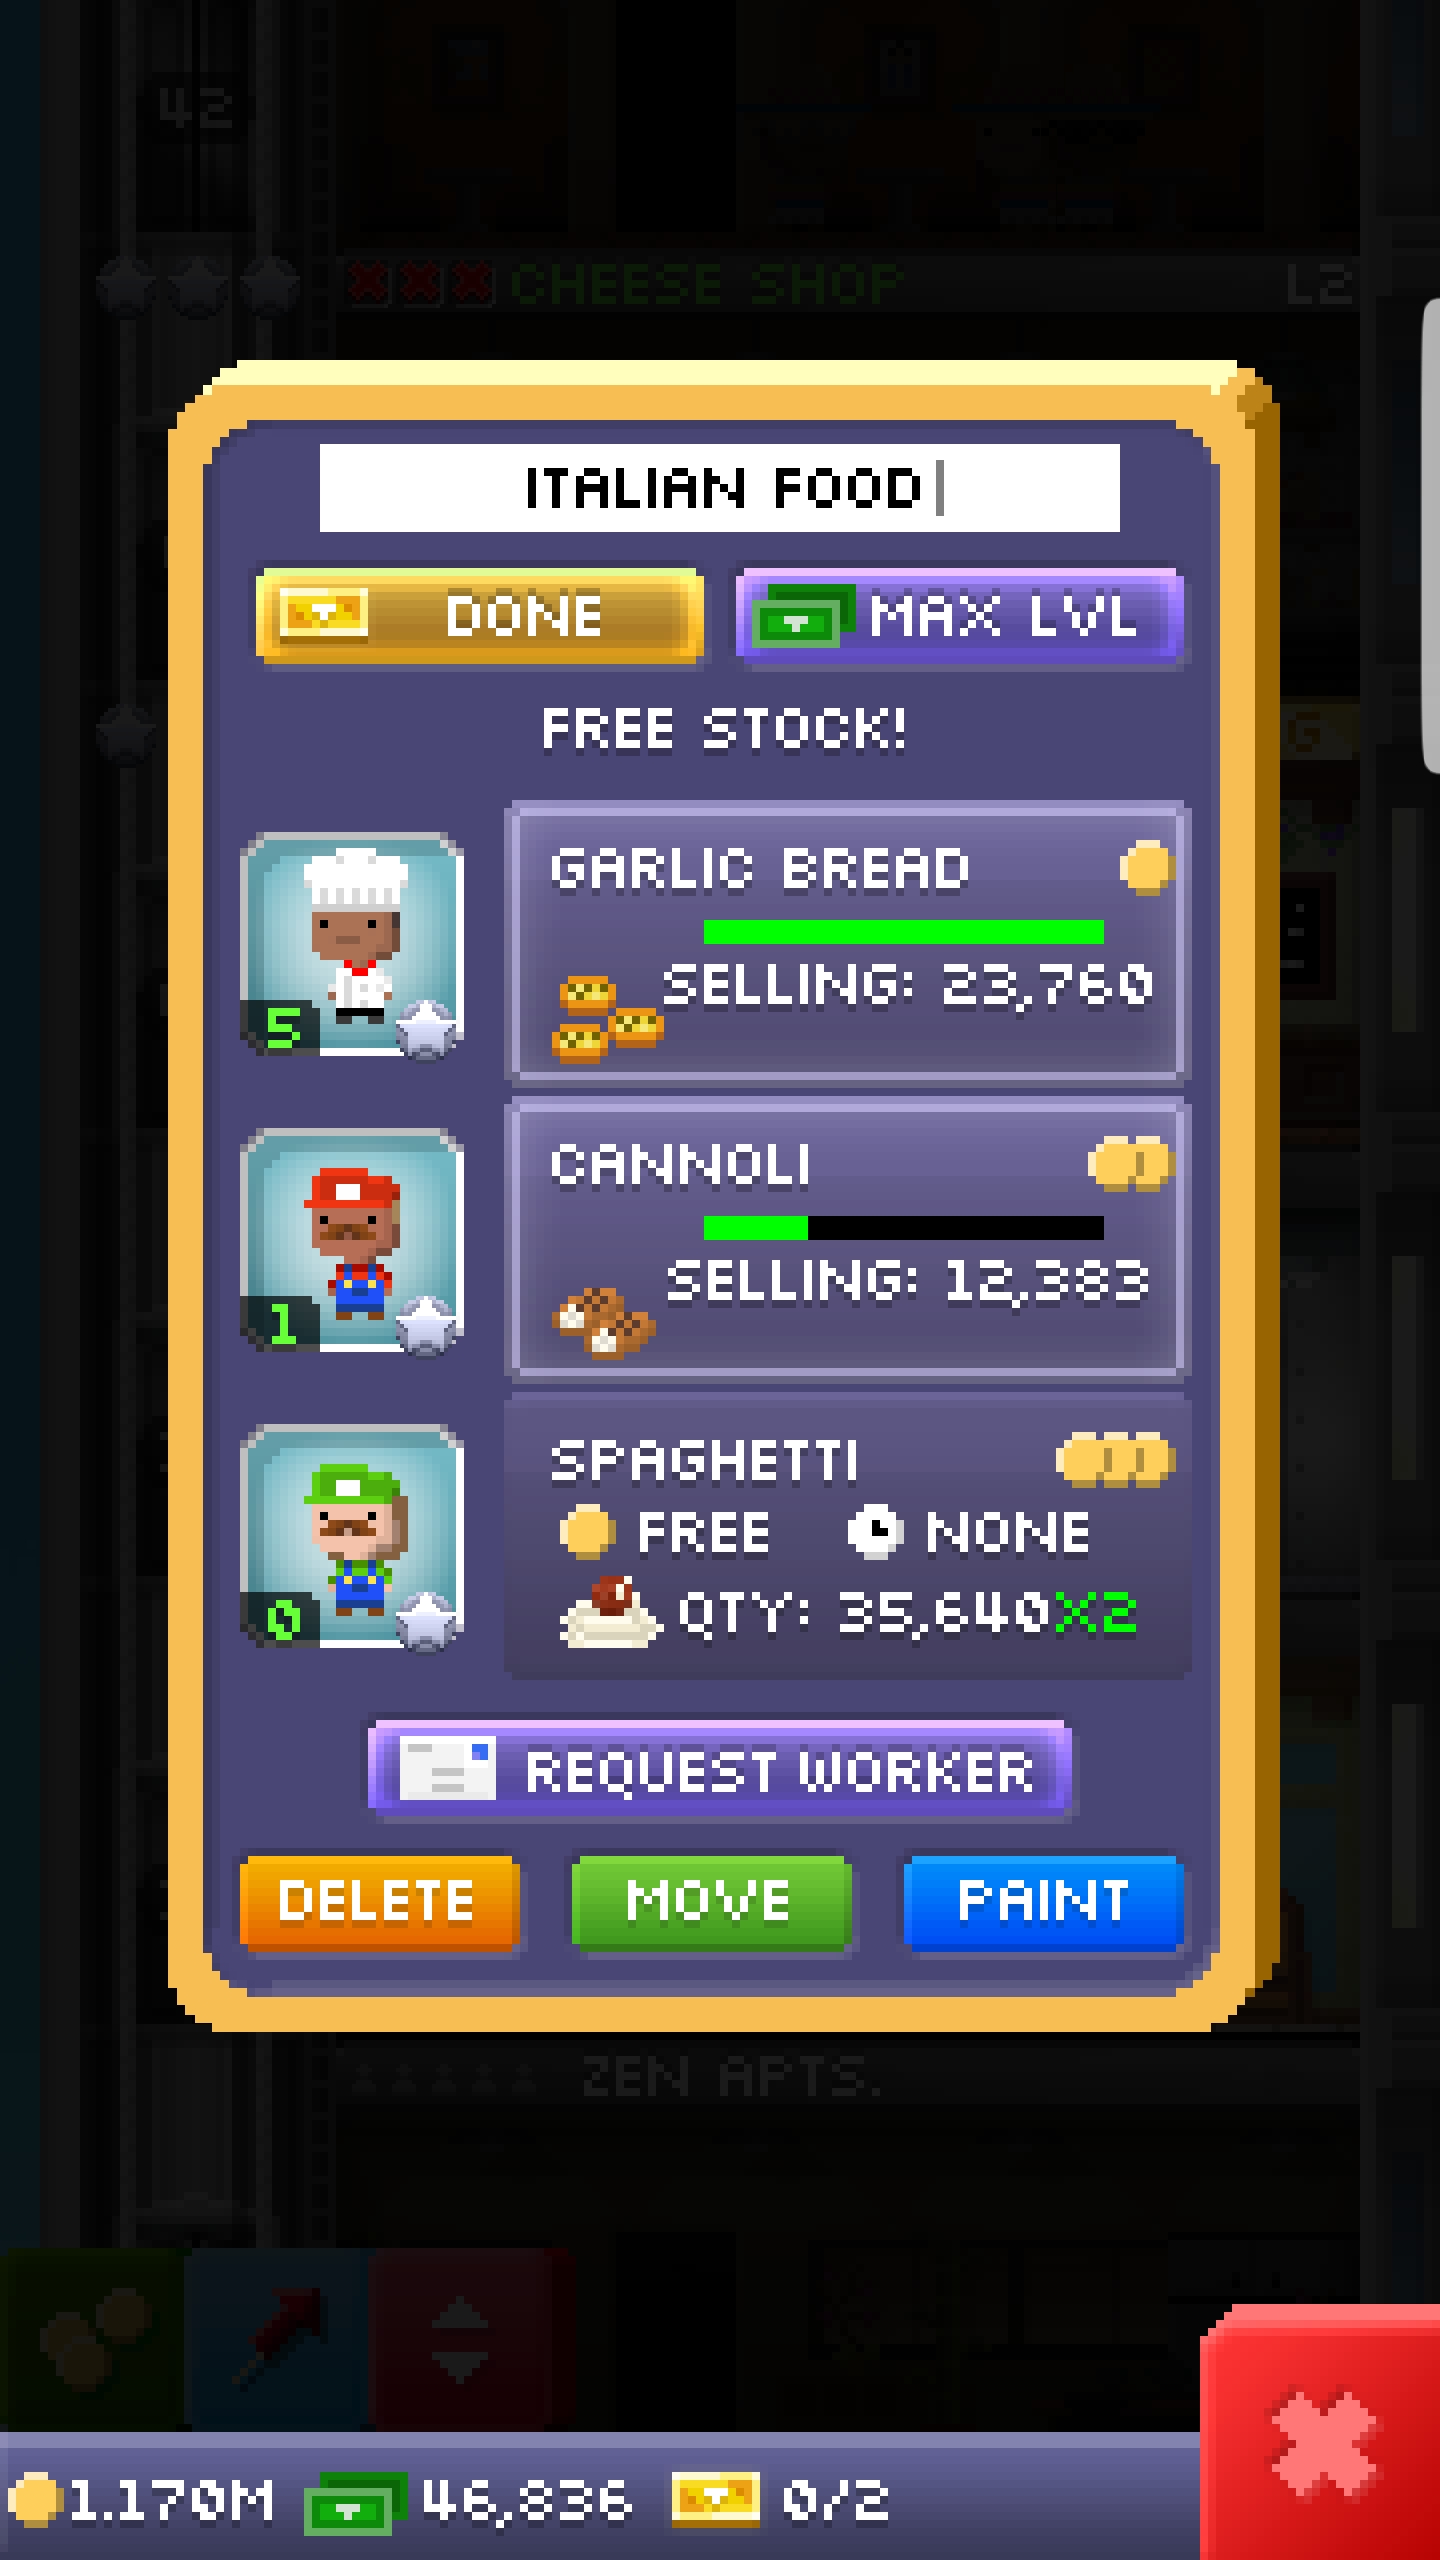 42
CHEESE SHOP L2
ITALIAN FOOD
DONE MAX LVL
FREE STOCK!
GARLIC BREAD
SELLING: 23,760
5
CANNOLI
SELLING: 12,383
1
SPAGHETTI
FREE NONE
QTY: 35,640X2
0
REQUEST WORKER
DELETE MOVE PAINT
ZEN APTS.
1.170M 46,836 0/2